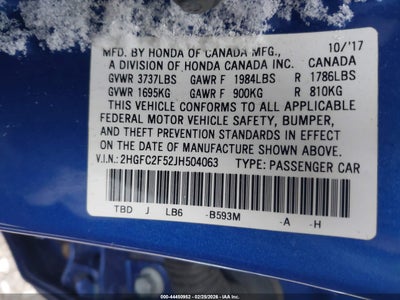 MFD. BY HONDA OF CANADA MFG., 10/'17
A DIVISION OF HONDA CANADA INC. CANADA
GVWR 3737LBS GAWR F 1984LBS R 1786LBS
GVWR 1695KG GAWR F 900KG R 810KG
THIS VEHICLE CONFORMS TO ALL APPLICABLE
FEDERAL MOTOR VEHICLE SAFETY, BUMPER,
AND THEFT PREVENTION STANDARDS IN EFFECT
ON THE DATE OF MANUFACTURE SHOWN ABOVE.
V.I.N.: 2HGFC2F52JH504063 TYPE: PASSENGER CAR
TBD J LB6 -B593M -A -H
000-44450952 - 02/25/2026 - IAA Inc.